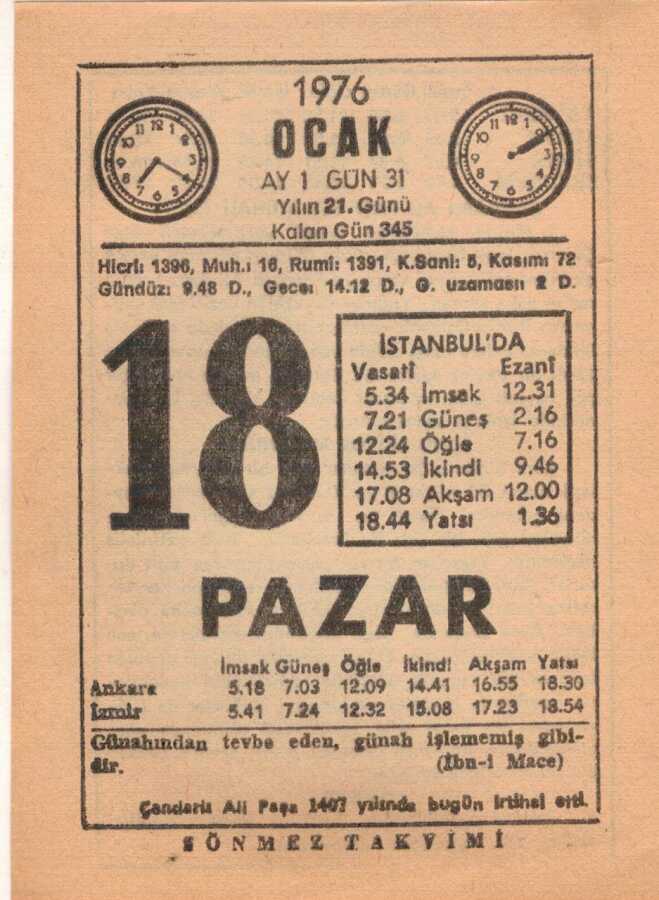 1976
OCAK
AY 1 GÜN 31
Yılın 21. Günü
Kalan Gün 345
Hicri: 1396, Muh.: 16, Rumi: 1391, K.Sani: 5, Kasım: 72
Gündüz: 9.48 D., Gece: 14.12 D., G. uzaması: 2 D.
18
İSTANBUL'DA
Vasatî Ezanî
5.34 İmsak 12.31
7.21 Güneş 2.16
12.24 Öğle 7.16
14.53 İkindi 9.46
17.08 Akşam 12.00
18.44 Yatsı 1.36
PAZAR
İmsak Güneş Öğle İkindi Akşam Yatsı
Ankara 5.18 7.03 12.09 14.41 16.55 18.30
İzmir 5.41 7.24 12.32 15.08 17.23 18.54
Günahından tevbe eden, günah işlememiş gibi-
dir. (İbn-i Mace)
Çandarlı Ali Paşa 1407 yılında bugün irtihal etti.
SÖNMEZ TAKVİMİ